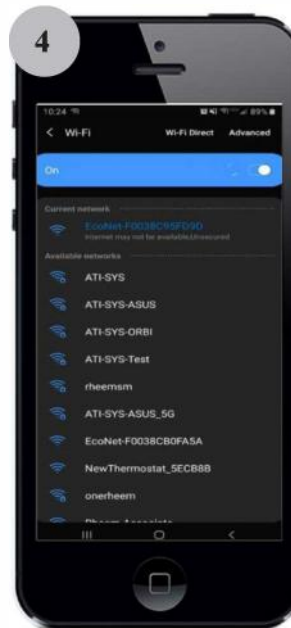 4
10:24 89%
Wi-Fi Wi-Fi Direct Advanced
On
Current network
EcoNet-F0038C95FD9D
Internet may not be available.Unsecured
Available networks
ATI-SYS
ATI-SYS-ASUS
ATI-SYS-ORBI
ATI-SYS-Test
rheemsm
ATI-SYS-ASUS_5G
EcoNet-F0038CB0FA5A
NewThermostat_5ECB8B
onerheem